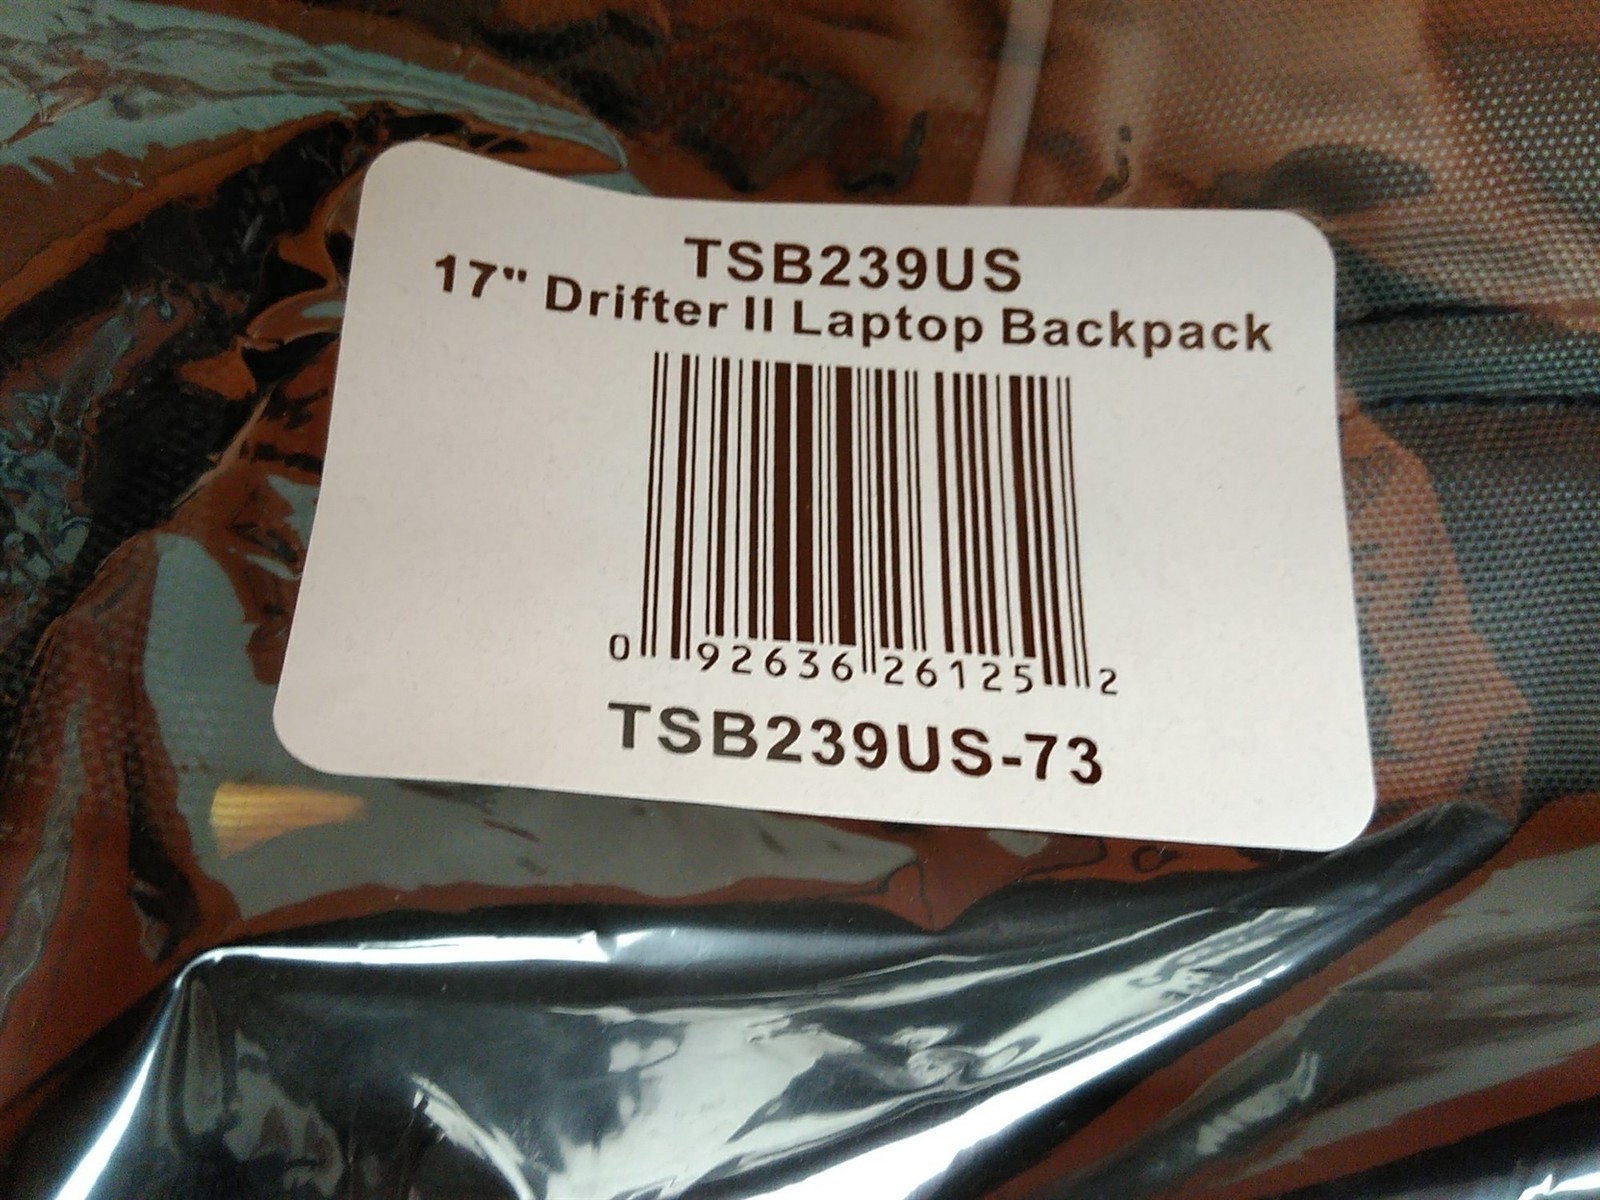 TSB239US
17" Drifter II Laptop Backpack
0 92636 26125 2
TSB239US-73